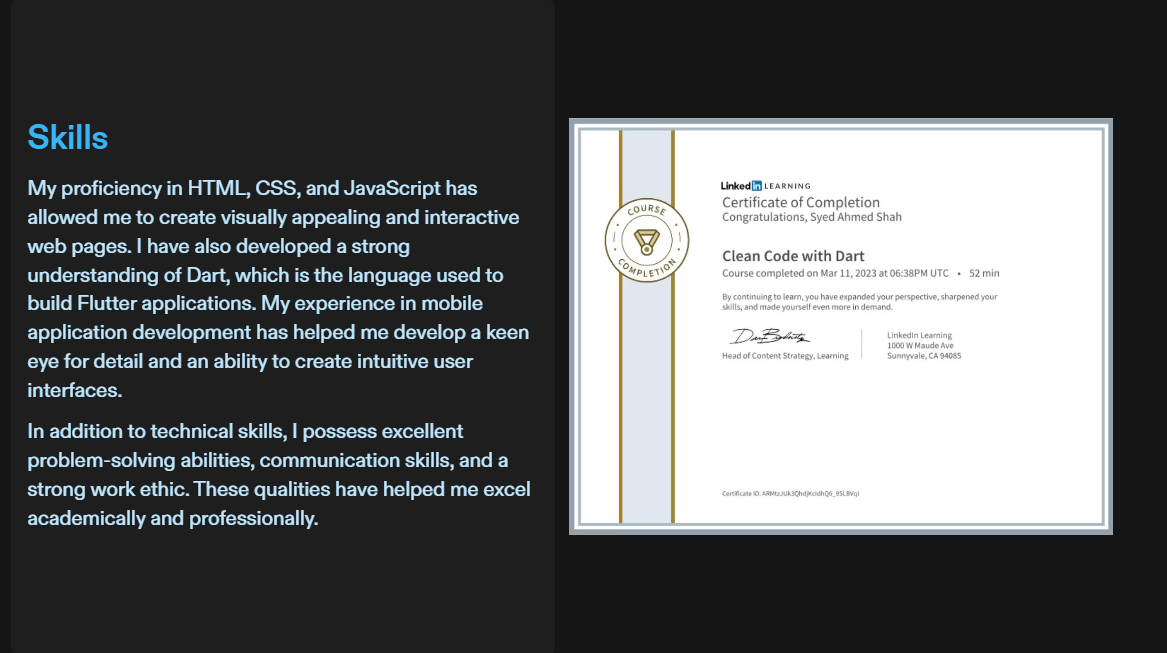 Skills
My proficiency in HTML, CSS, and JavaScript has
allowed me to create visually appealing and interactive
web pages. I have also developed a strong
understanding of Dart, which is the language used to
build Flutter applications. My experience in mobile
application development has helped me develop a keen
eye for detail and an ability to create intuitive user
interfaces.
In addition to technical skills, I possess excellent
problem-solving abilities, communication skills, and a
strong work ethic. These qualities have helped me excel
academically and professionally.
COURSE
COMPLETION
Linked in LEARNING
Certificate of Completion
Congratulations, Syed Ahmed Shah
Clean Code with Dart
Course completed on Mar 11, 2023 at 06:38PM UTC • 52 min
By continuing to learn, you have expanded your perspective, sharpened your
skills, and made yourself even more in demand.
Head of Content Strategy, Learning
LinkedIn Learning
1000 W Maude Ave
Sunnyvale, CA 94085
Certificate ID: